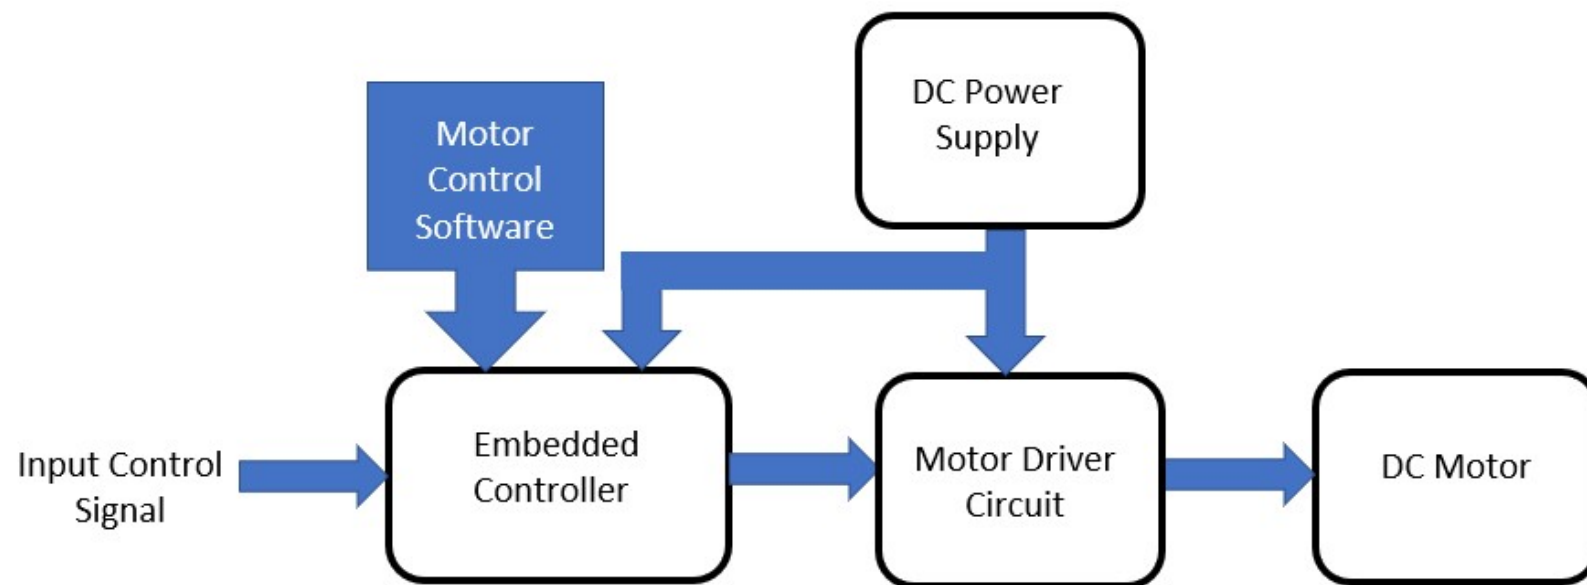 DC Power
Supply
Motor
Control
Software
Input Control
Signal
Embedded
Controller
Motor Driver
Circuit
DC Motor